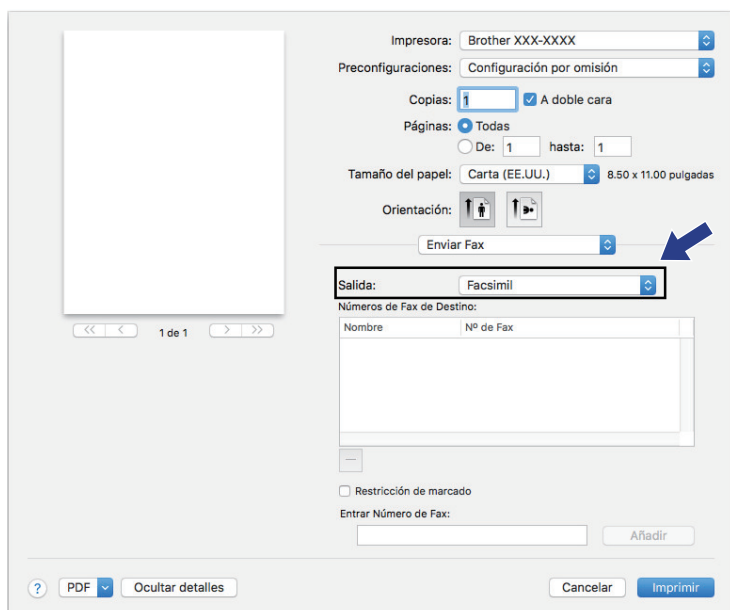 Impresora: Brother XXX-XXXX
Preconfiguraciones: Configuración por omisión
Copias: 1 A doble cara
Páginas: Todas
De: 1 hasta: 1
Tamaño del papel: Carta (EE.UU.) 8.50 x 11.00 pulgadas
Orientación:
Enviar Fax
Salida: Facsimil
Números de Fax de Destino:
Nombre Nº de Fax
1 de 1
Restricción de marcado
Entrar Número de Fax:
Añadir
? PDF Ocultar detalles Cancelar Imprimir